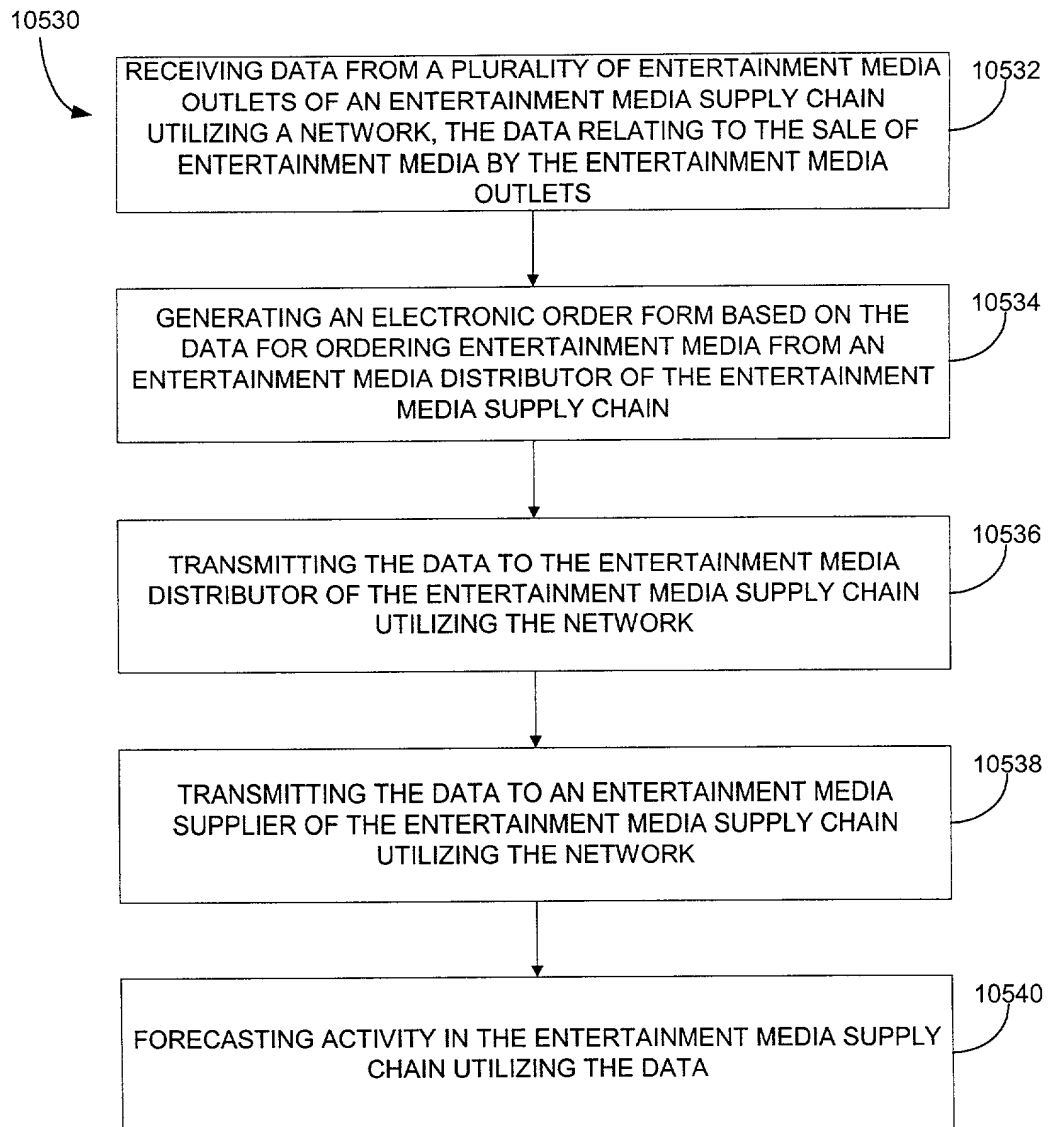 10530
RECEIVING DATA FROM A PLURALITY OF ENTERTAINMENT MEDIA
OUTLETS OF AN ENTERTAINMENT MEDIA SUPPLY CHAIN
UTILIZING A NETWORK, THE DATA RELATING TO THE SALE OF
ENTERTAINMENT MEDIA BY THE ENTERTAINMENT MEDIA
OUTLETS
10532
GENERATING AN ELECTRONIC ORDER FORM BASED ON THE
DATA FOR ORDERING ENTERTAINMENT MEDIA FROM AN
ENTERTAINMENT MEDIA DISTRIBUTOR OF THE ENTERTAINMENT
MEDIA SUPPLY CHAIN
10534
TRANSMITTING THE DATA TO THE ENTERTAINMENT MEDIA
DISTRIBUTOR OF THE ENTERTAINMENT MEDIA SUPPLY CHAIN
UTILIZING THE NETWORK
10536
TRANSMITTING THE DATA TO AN ENTERTAINMENT MEDIA
SUPPLIER OF THE ENTERTAINMENT MEDIA SUPPLY CHAIN
UTILIZING THE NETWORK
10538
FORECASTING ACTIVITY IN THE ENTERTAINMENT MEDIA SUPPLY
CHAIN UTILIZING THE DATA
10540